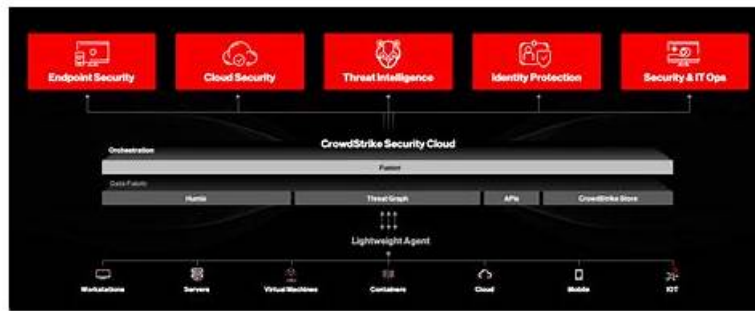 Endpoint Security Cloud Security Threat Intelligence Identity Protection Security & IT Ops
CrowdStrike Security Cloud
Orchestration
Fusion
Data Fabric
Humio Threat Graph APIs CrowdStrike Store
Lightweight Agent
Workstations Servers Virtual Machines Containers Cloud Mobile IOT